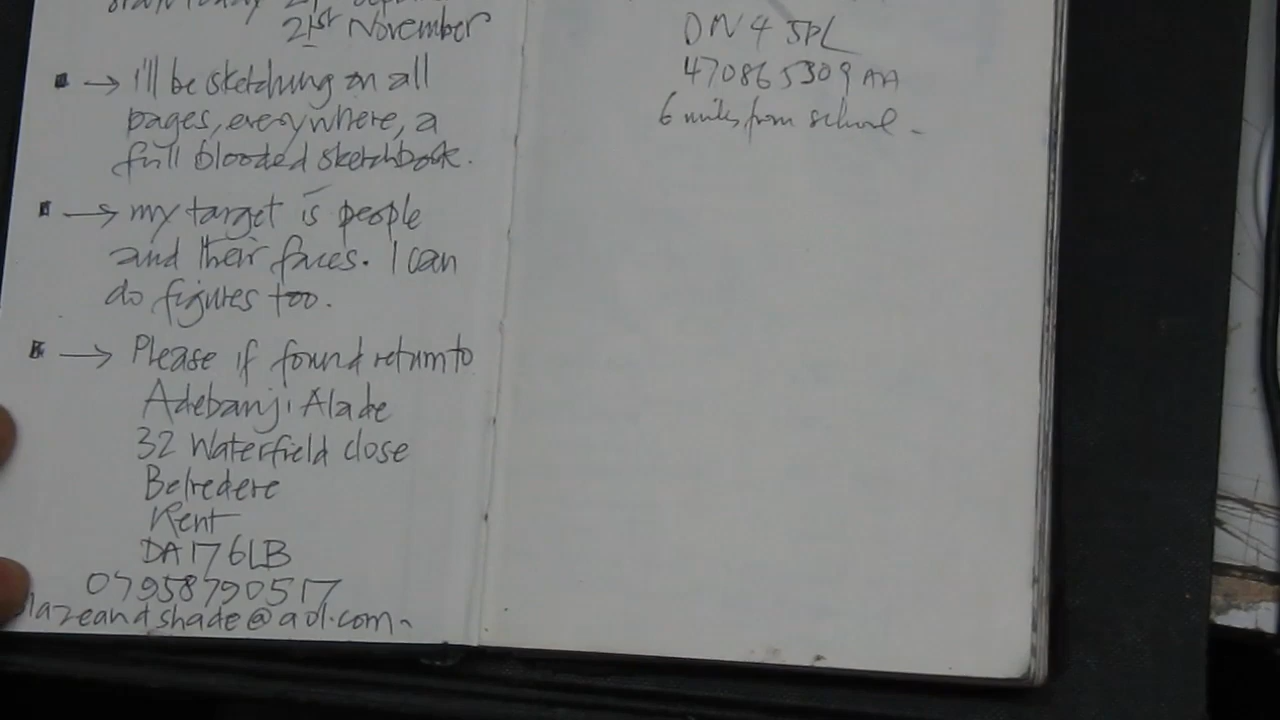 21st November
→ I'll be sketching on all
pages, everywhere, a
full blooded sketchbook.
→ my target is people
and their faces. I can
do figures too.
→ Please if found return to
Adebanji Alade
32 Waterfield close
Belvedere
Kent
DA17 6LB
07958790517
lazeandshade@aol.com
DN4 5PL
470865309 AA
6 miles from school.